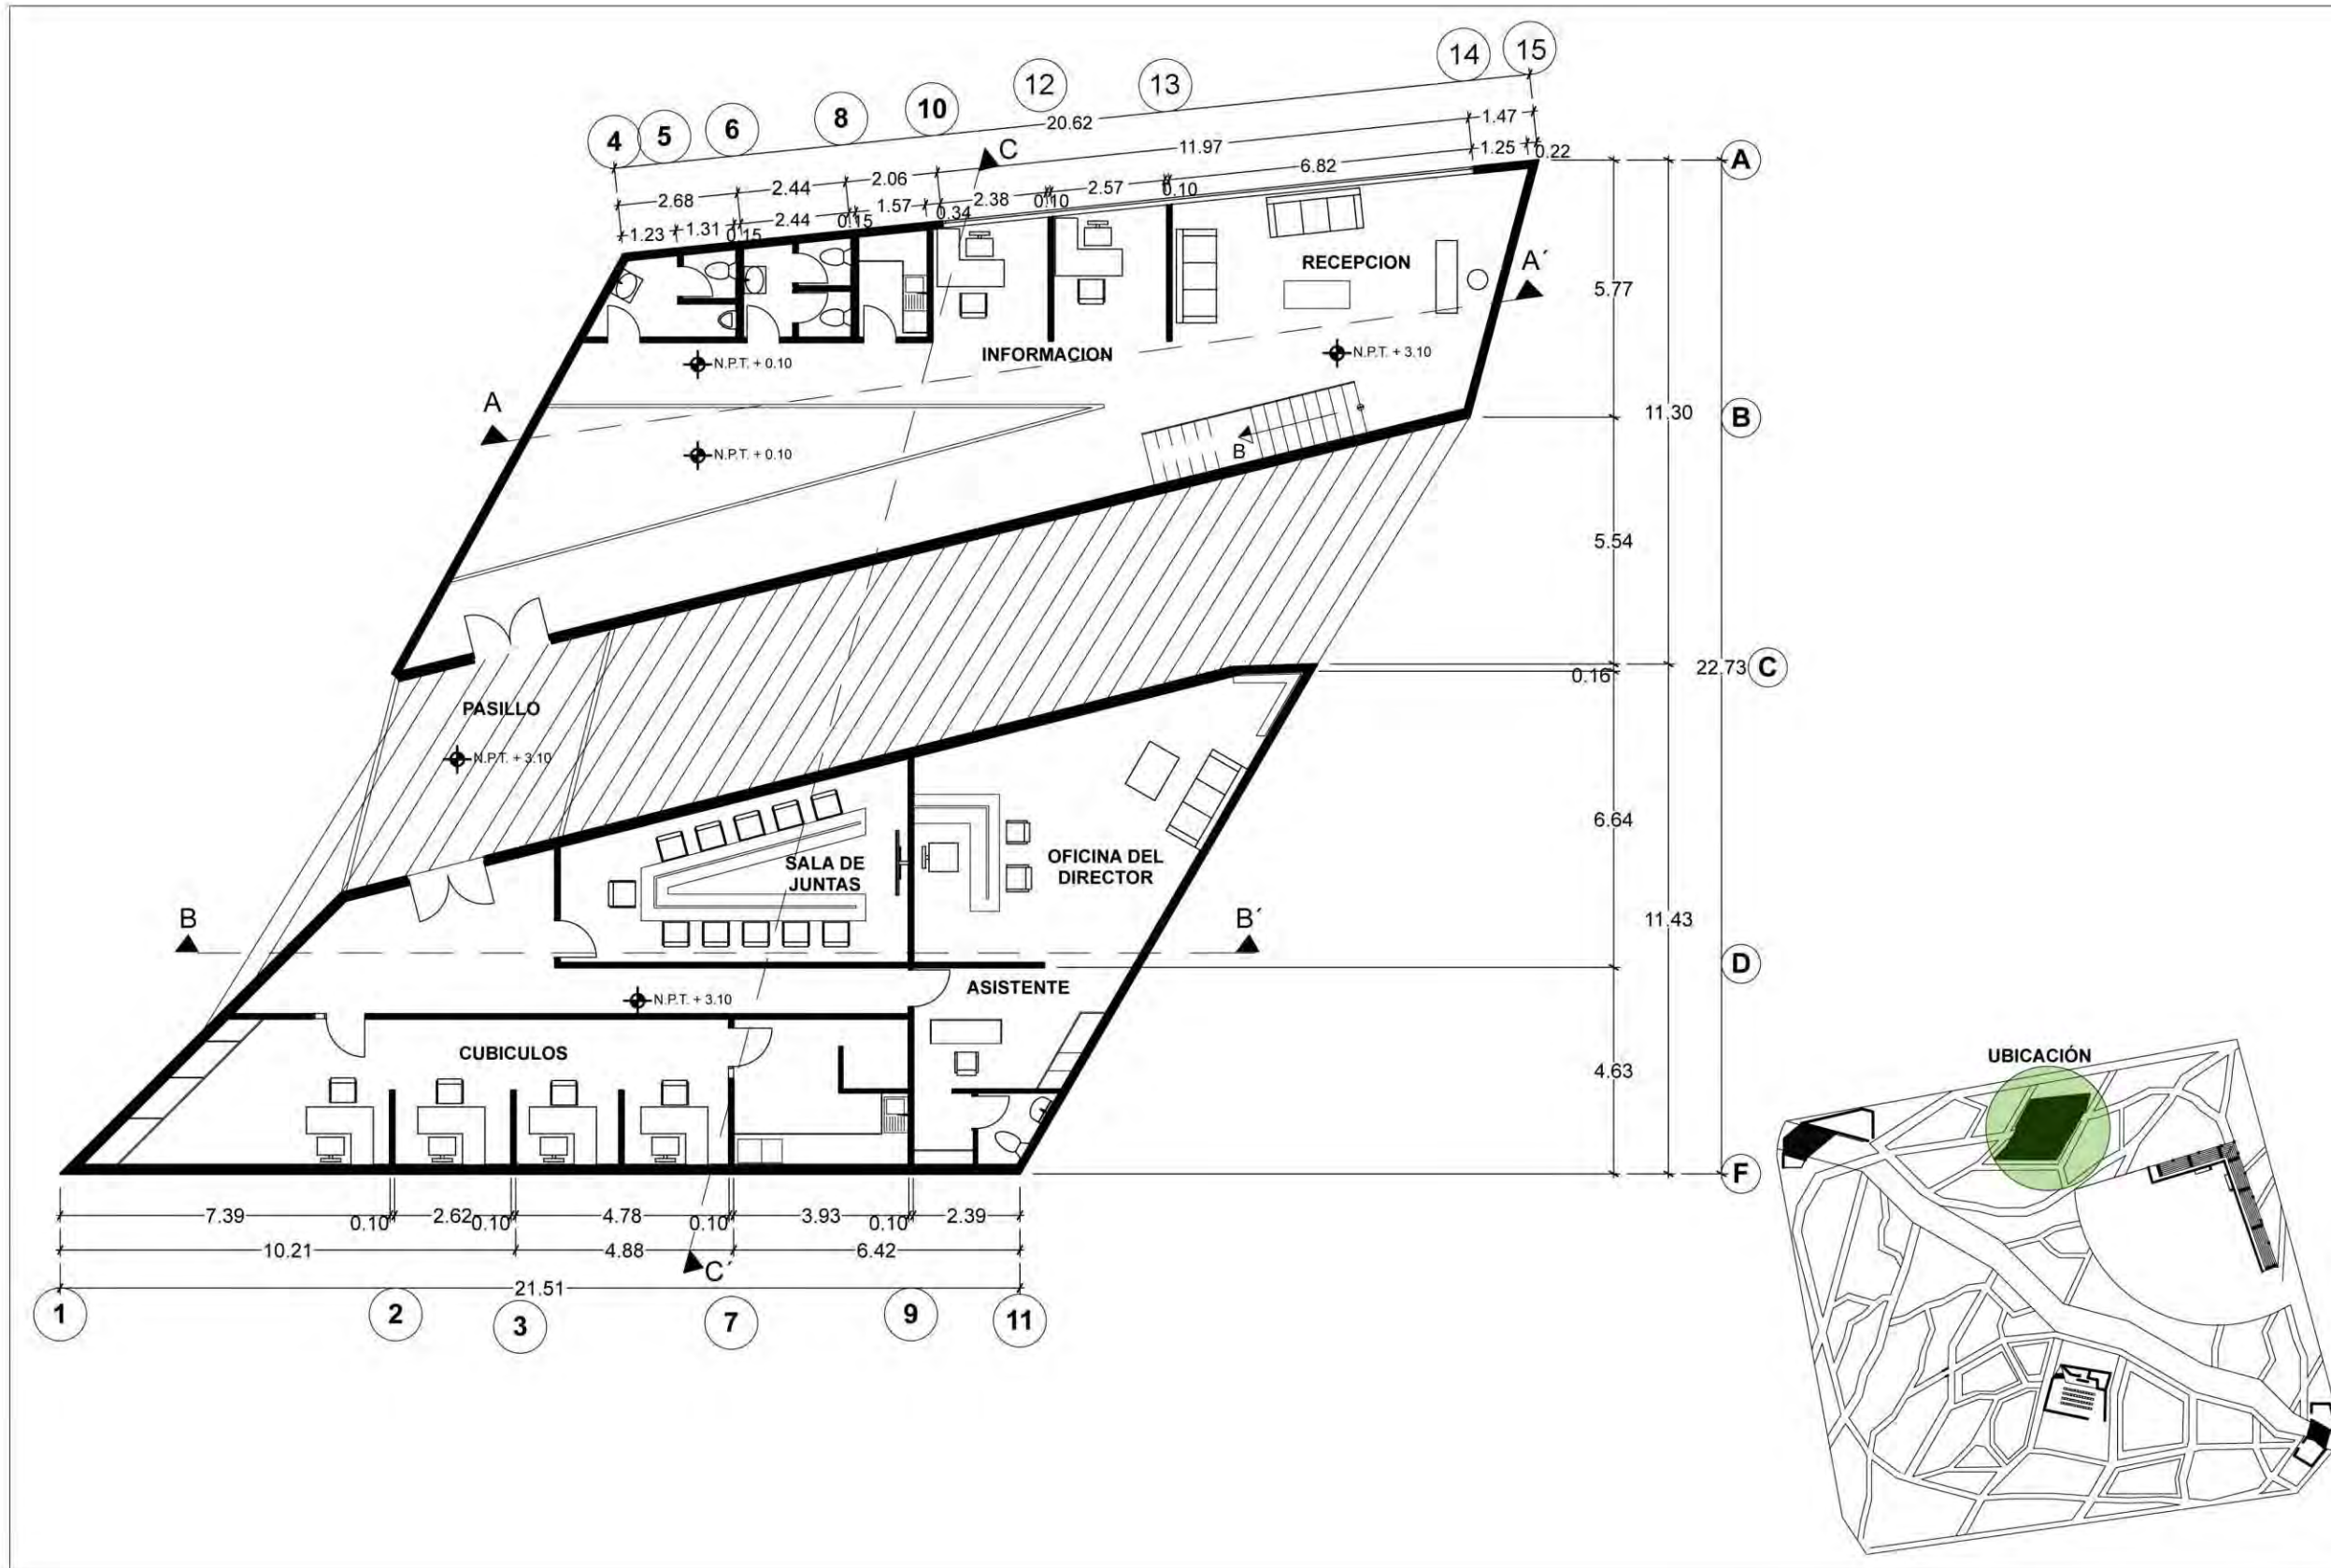 14 15
12 13
10
8
6
5
4
20.62
1.47
C
11.97
1.25 0.22
A
6.82
2.06
2.44
2.57
0.10
2.68
1.57
2.38
0.10
0.34
2.44
0.15
1.31
0.15
1.23
RECEPCION
A´
5.77
INFORMACION
N.P.T. + 3.10
N.P.T. + 0.10
A
11.30
B
B
N.P.T. + 0.10
5.54
0.16
22.73
C
PASILLO
N.P.T. + 3.10
6.64
SALA DE
JUNTAS
OFICINA DEL
DIRECTOR
B
B´
11.43
D
ASISTENTE
N.P.T. + 3.10
CUBICULOS
4.63
UBICACIÓN
F
7.39 0.10 2.62 0.10 4.78 0.10 3.93 0.10 2.39
10.21 4.88 6.42
C´
21.51
1 2 3 7 9 11